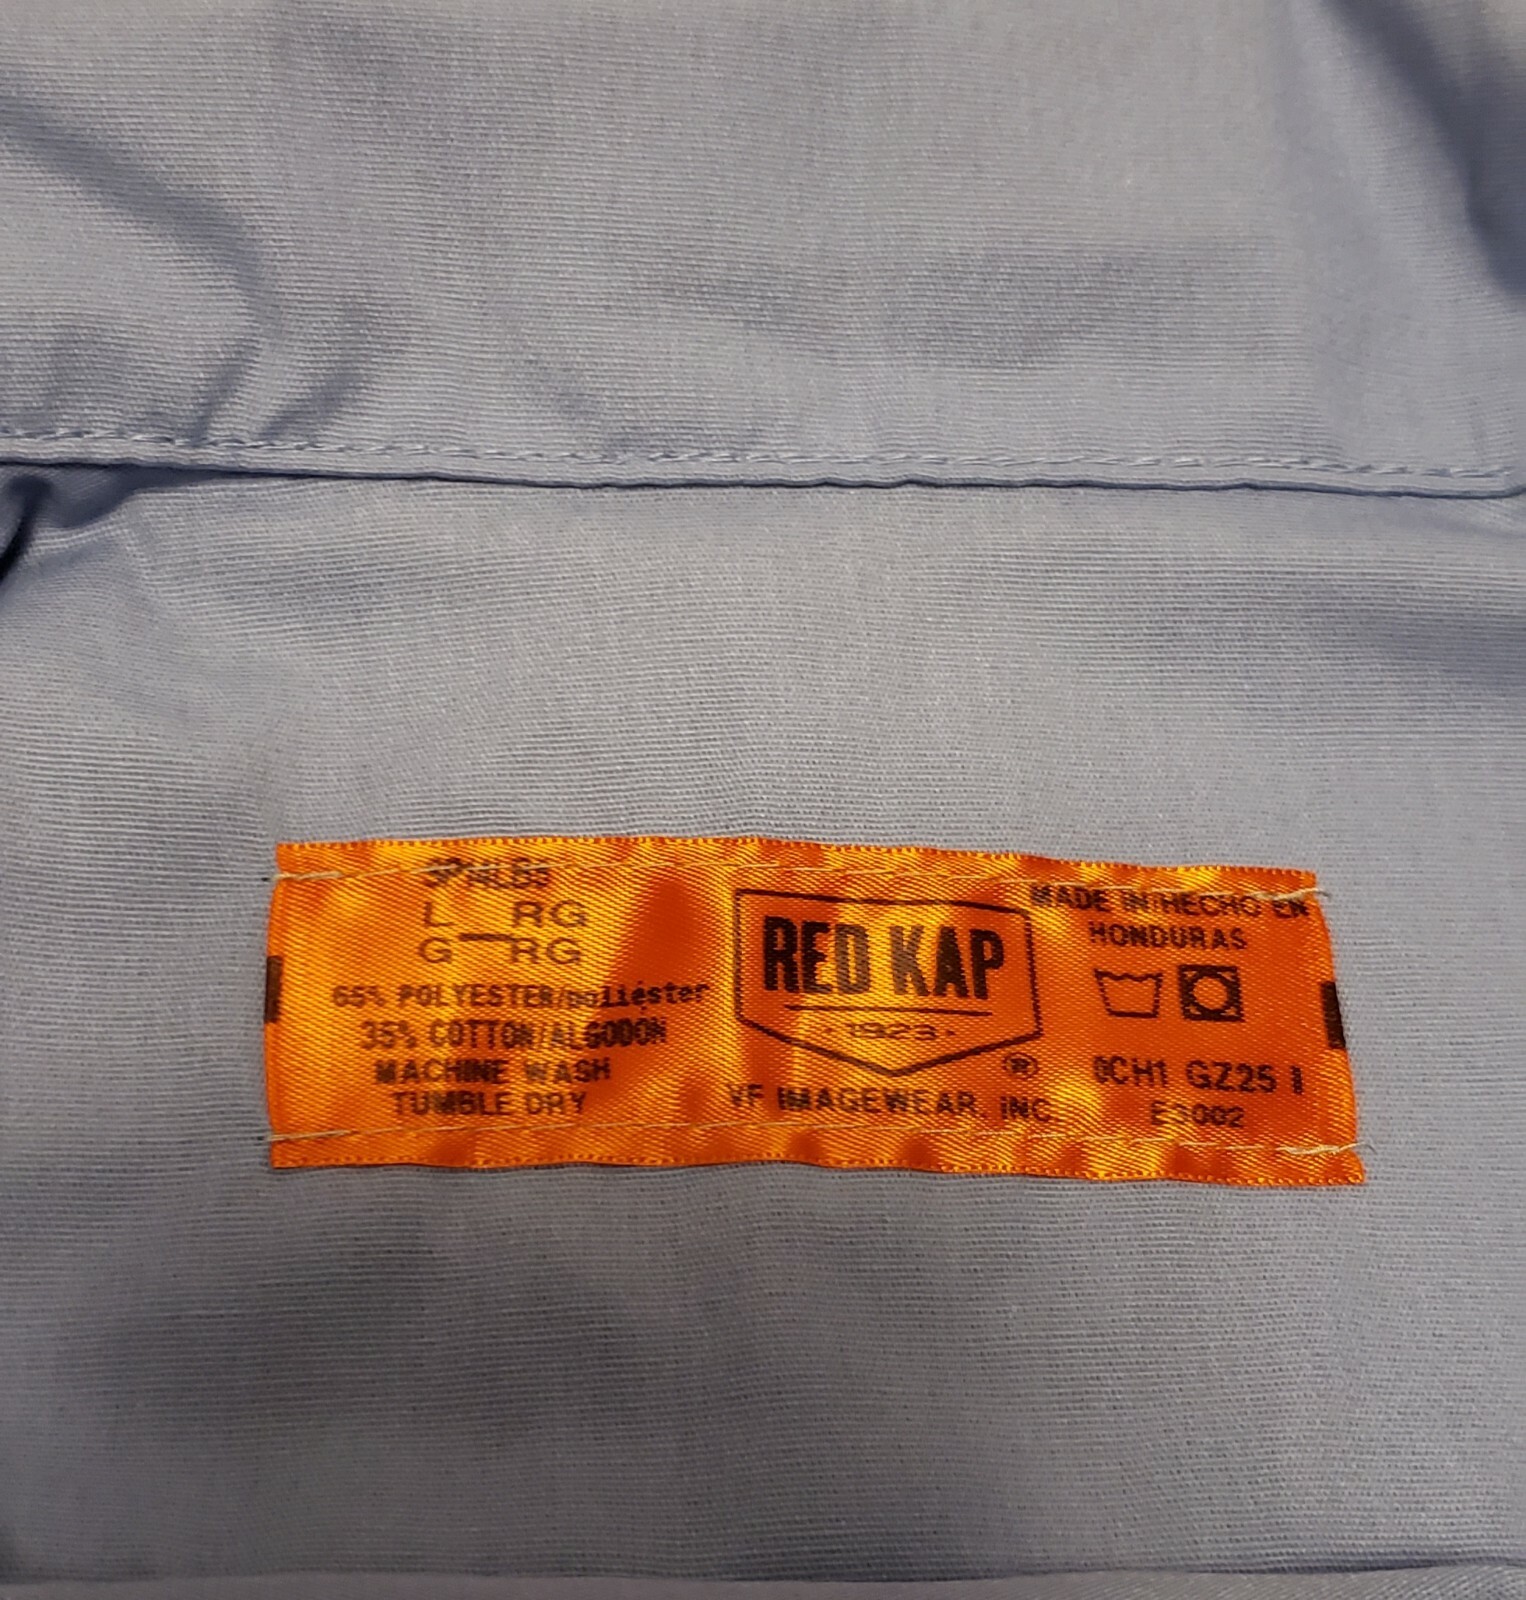 SP14LB5
L RG
G RG
65% POLYESTER/poliéster
35% COTTON/ALGODON
MACHINE WASH
TUMBLE DRY
RED KAP
· 1923 ·
®
VF IMAGEWEAR, INC.
MADE IN/HECHO EN
HONDURAS
0CH1 GZ25
E3002